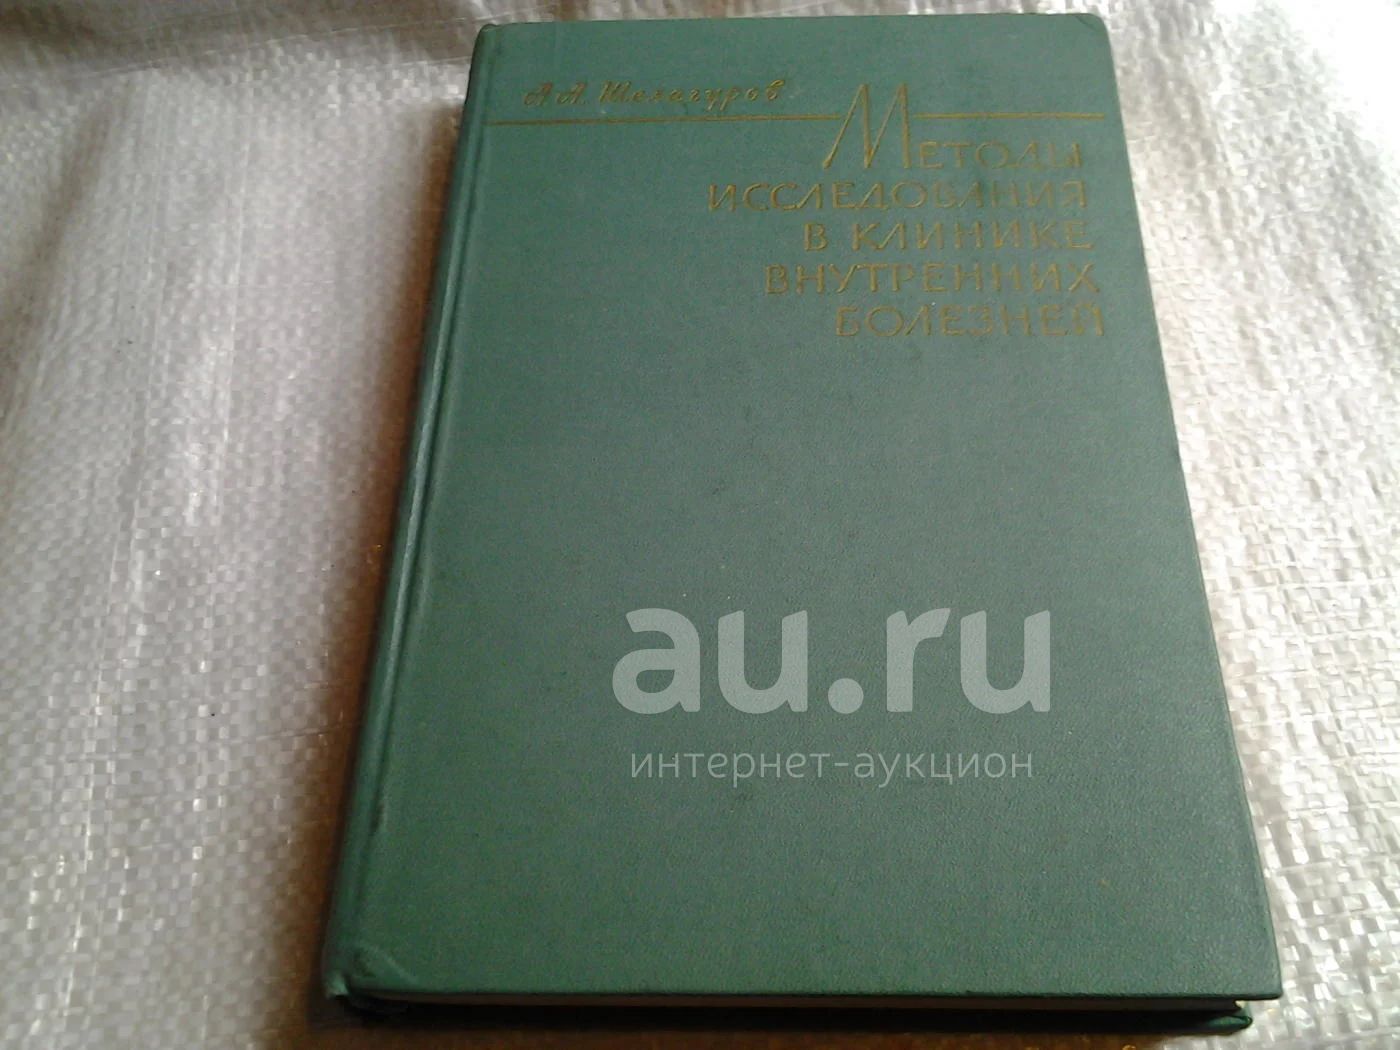 А. А. Шелагуров
Методы
исследования
в клинике
внутренних
болезней
au.ru
интернет-аукцион